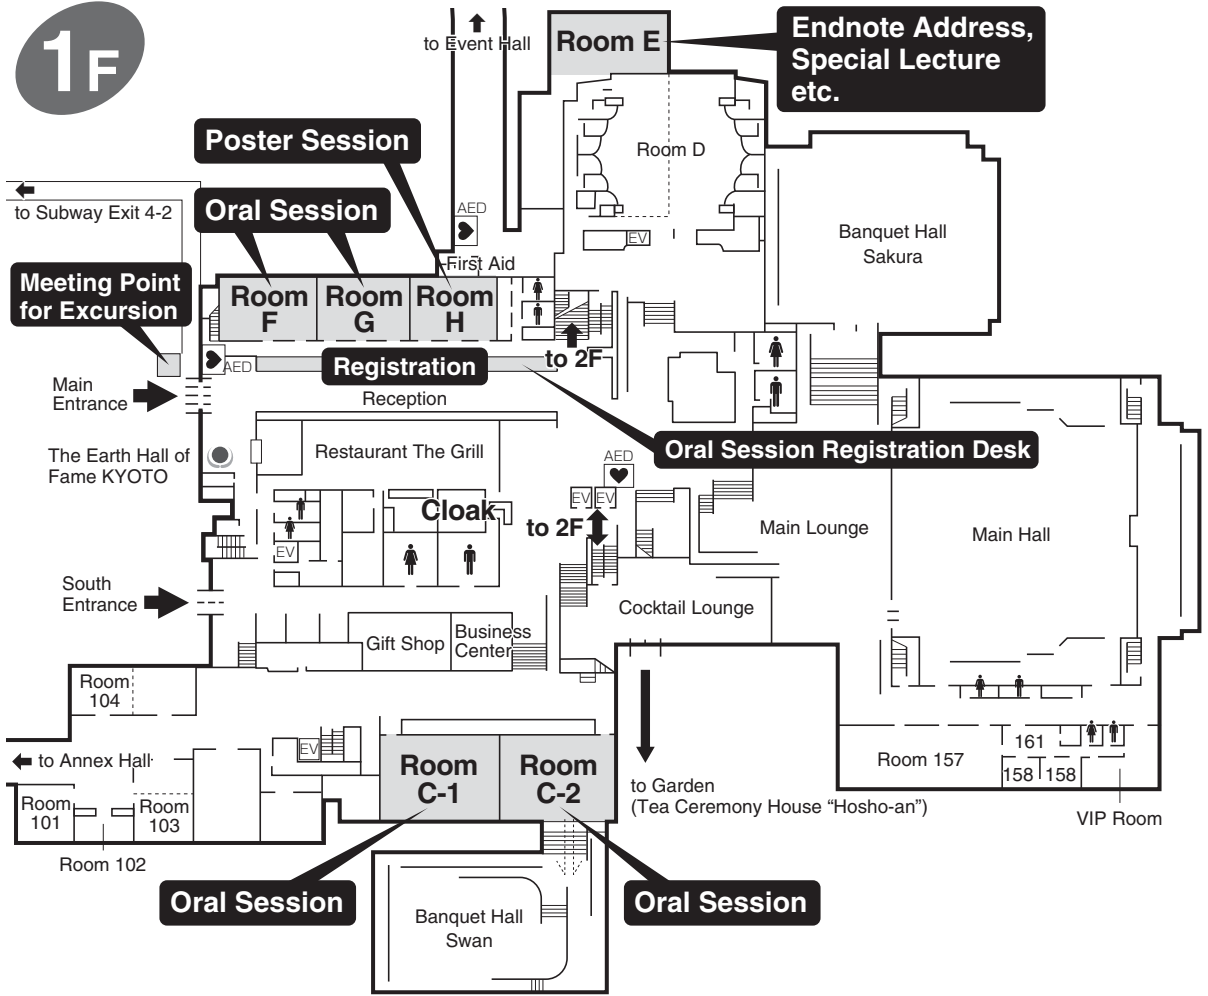 1F
to Event Hall
Room E
Endnote Address,
Special Lecture
etc.
Poster Session
Room D
to Subway Exit 4-2
Oral Session
AED
Banquet Hall
Sakura
First Aid
EV
Meeting Point
for Excursion
Room
F
Room
G
Room
H
to 2F
AED
Registration
Main
Entrance
Reception
Oral Session Registration Desk
The Earth Hall of
Fame KYOTO
Restaurant The Grill
AED
EV
EV
Cloak
to 2F
Main Lounge
Main Hall
EV
South
Entrance
Cocktail Lounge
Gift Shop
Business
Center
Room
104
to Annex Hall
EV
Room
C-1
Room
C-2
Room 157
161
158
158
to Garden
(Tea Ceremony House “Hosho-an”)
VIP Room
Room
101
Room
103
Room 102
Oral Session
Oral Session
Banquet Hall
Swan